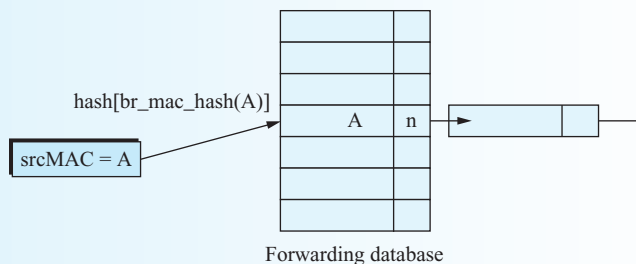 hash[br_mac_hash(A)]
A n
srcMAC = A
Forwarding database